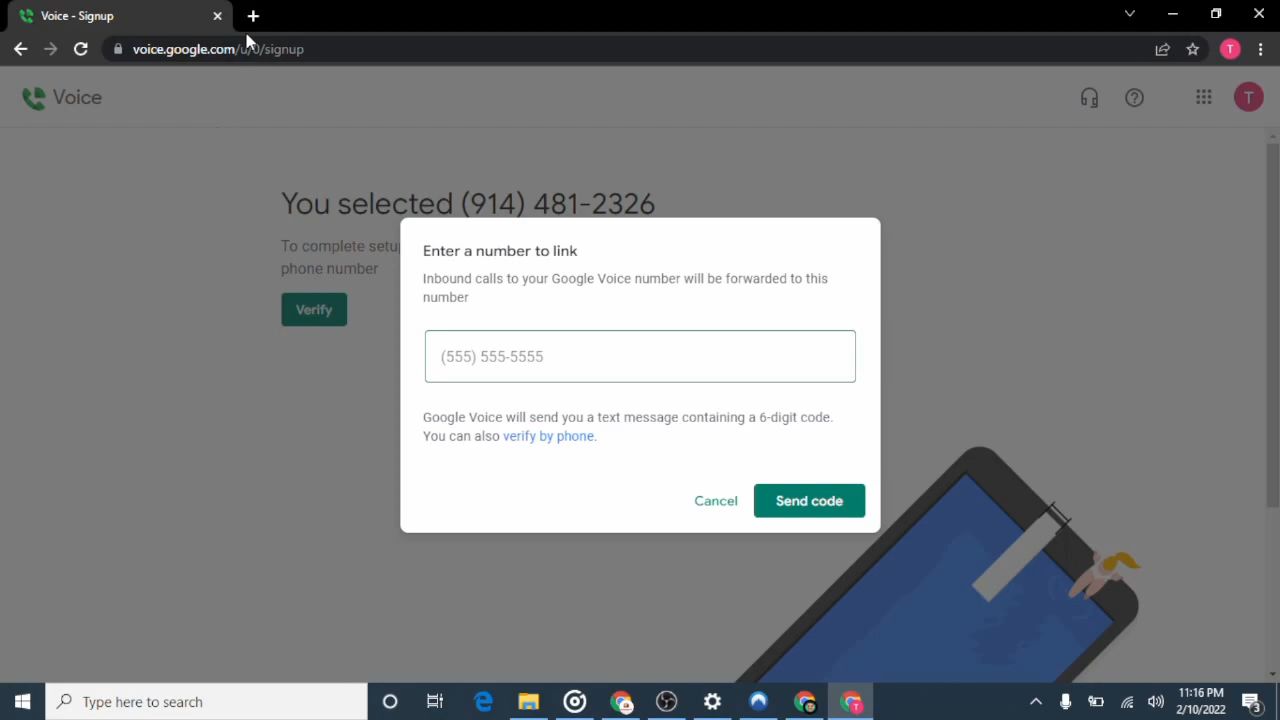 Voice - Signup
voice.google.com/u/0/signup
T
Voice
T
You selected (914) 481-2326
To complete setu
phone number
Verify
Enter a number to link
Inbound calls to your Google Voice number will be forwarded to this
number
(555) 555-5555
Google Voice will send you a text message containing a 6-digit code.
You can also verify by phone.
Cancel
Send code
Type here to search
T
11:16 PM
2/10/2022
3